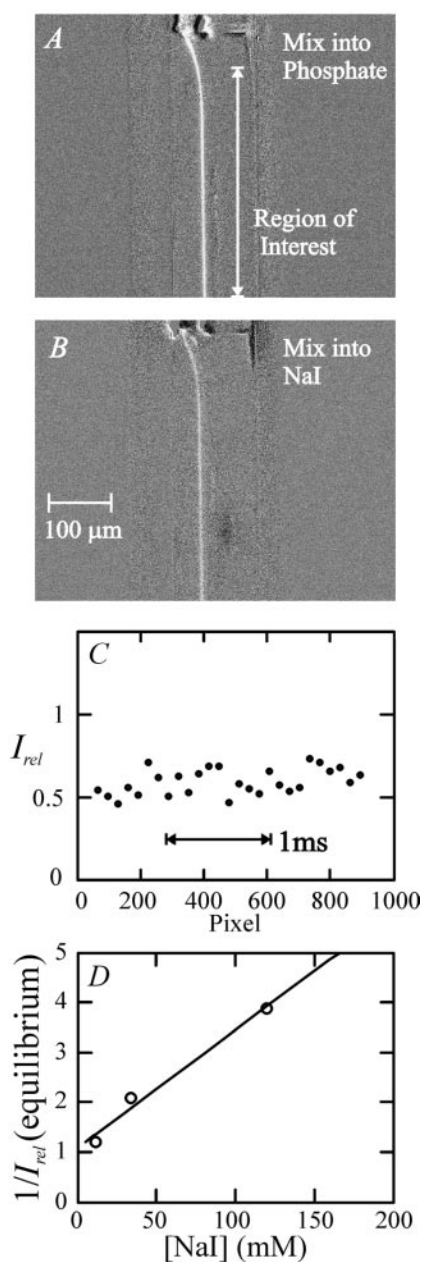 A
Mix into
Phosphate
Region of
Interest
B
Mix into
NaI
100 μm
C
I_rel
1
0.5
0
1ms
0 200 400 600 800 1000
Pixel
D
1/I_rel (equilibrium)
5
4
3
2
1
0
0 50 100 150 200
[NaI] (mM)